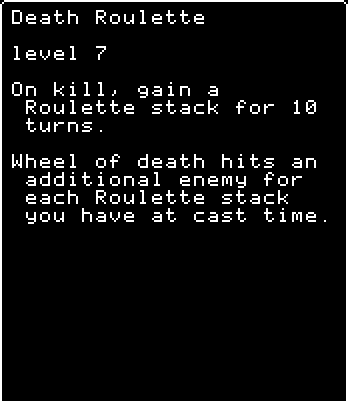 Death Roulette
level 7
On kill, gain a
Roulette stack for 10
turns.
Wheel of death hits an
additional enemy for
each Roulette stack
you have at cast time.